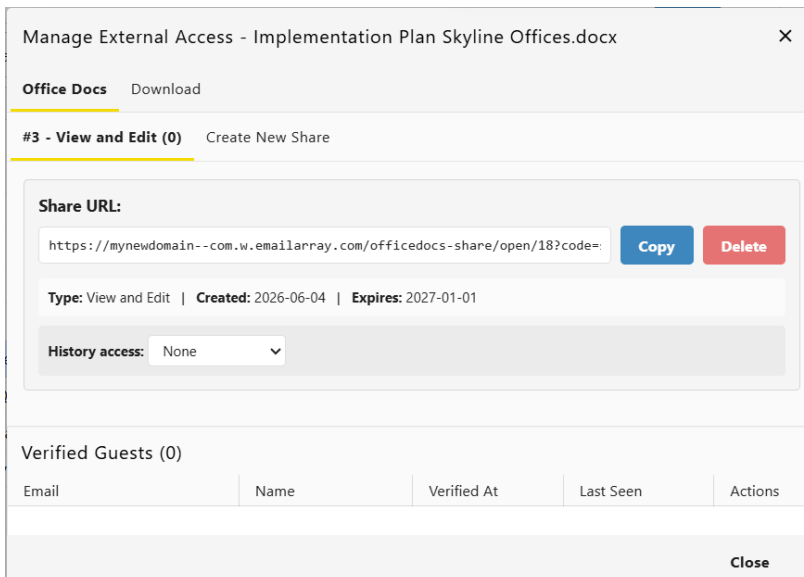 Manage External Access - Implementation Plan Skyline Offices.docx
Office Docs Download
#3 - View and Edit (0) Create New Share
Share URL:
https://mynewdomain--com.w.emailarray.com/officedocs-share/open/18?code= Copy Delete
Type: View and Edit | Created: 2026-06-04 | Expires: 2027-01-01
History access: None
Verified Guests (0)
Email Name Verified At Last Seen Actions
Close